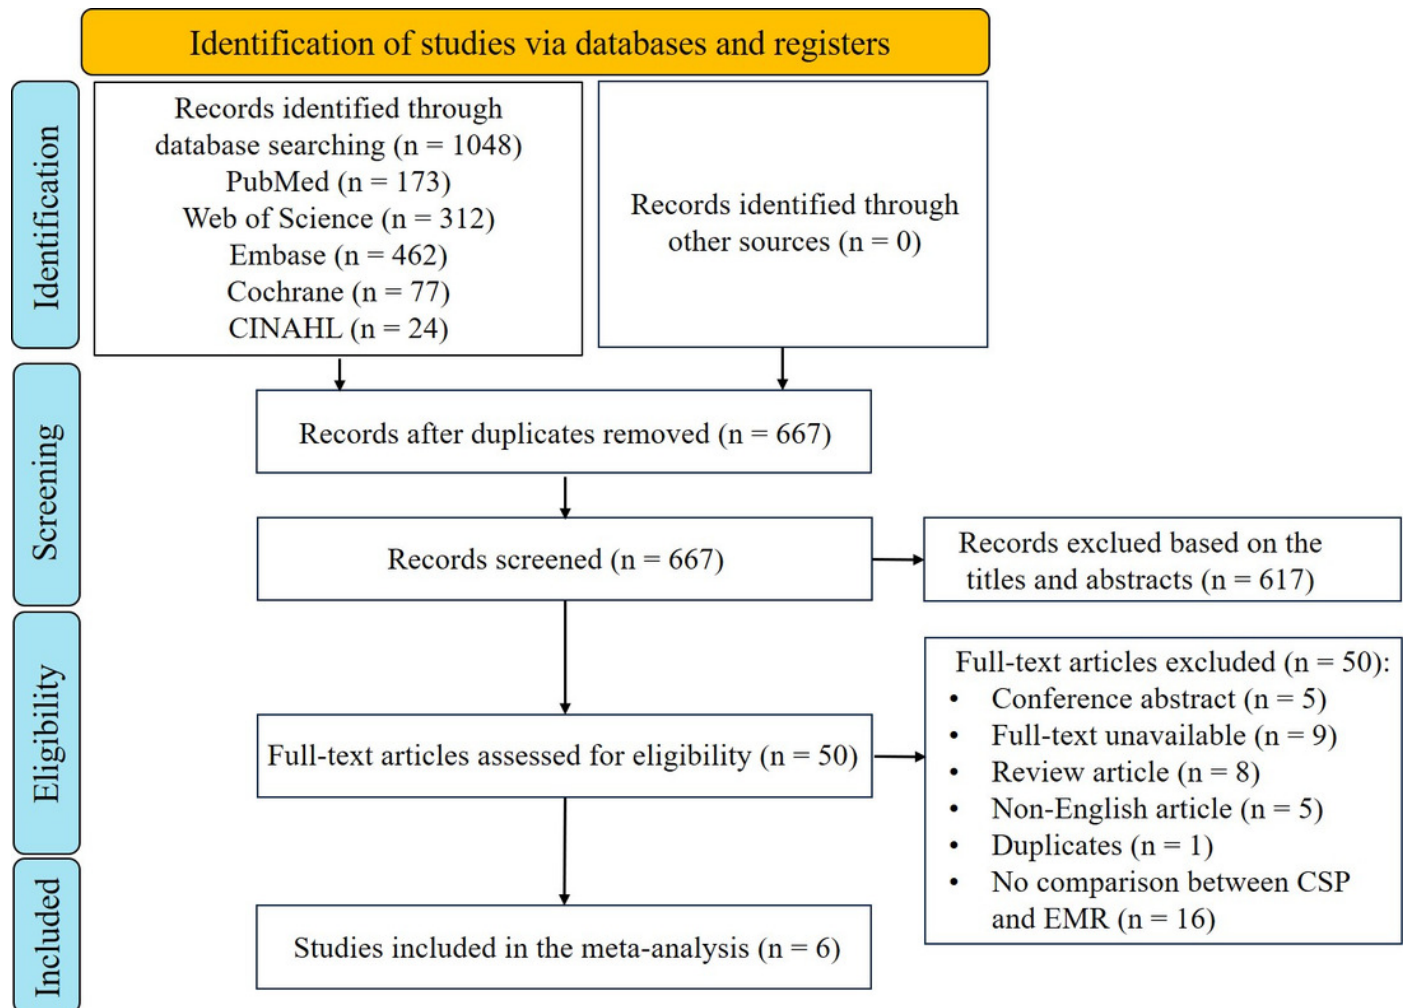 Identification of studies via databases and registers
Identification
Records identified through
database searching (n = 1048)
PubMed (n = 173)
Web of Science (n = 312)
Embase (n = 462)
Cochrane (n = 77)
CINAHL (n = 24)
Records identified through
other sources (n = 0)
Screening
Records after duplicates removed (n = 667)
Records screened (n = 667)
Records exclued based on the
titles and abstracts (n = 617)
Eligibility
Full-text articles assessed for eligibility (n = 50)
Full-text articles excluded (n = 50):
• Conference abstract (n = 5)
• Full-text unavailable (n = 9)
• Review article (n = 8)
• Non-English article (n = 5)
• Duplicates (n = 1)
• No comparison between CSP
and EMR (n = 16)
Included
Studies included in the meta-analysis (n = 6)